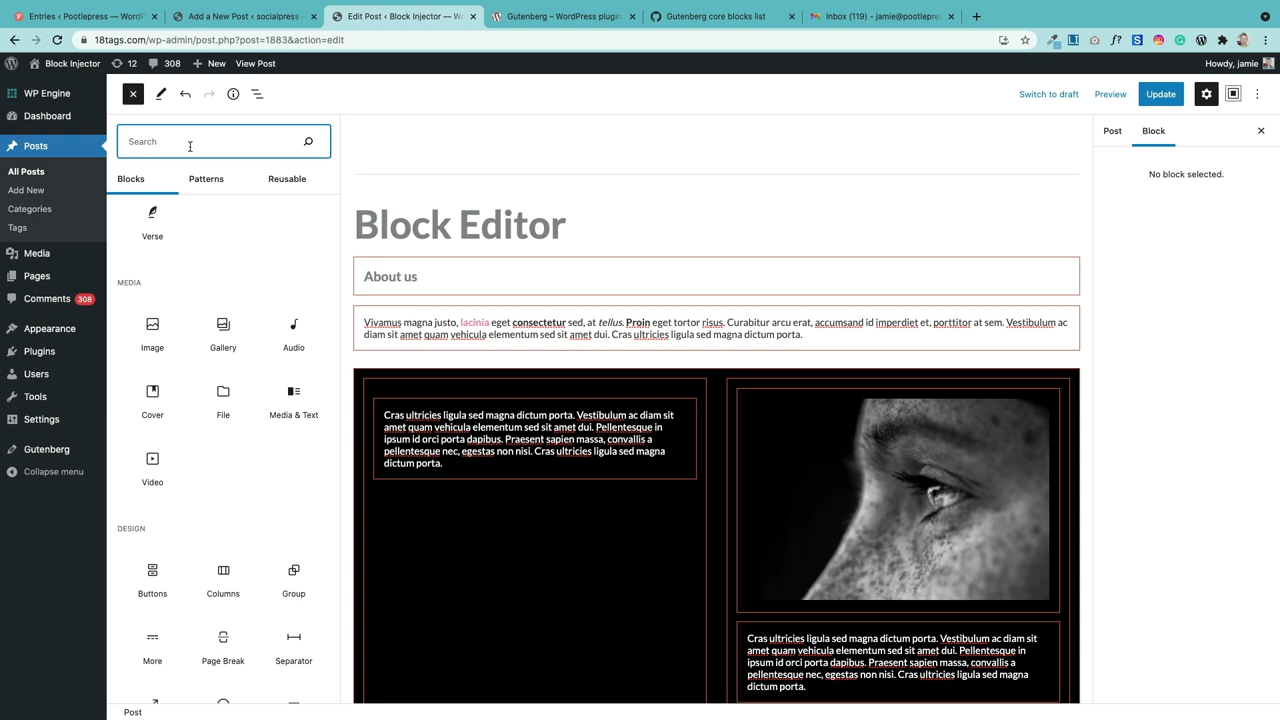 Entries ‹ Pootlepress — WordP
Add a New Post ‹ socialpress –
Edit Post ‹ Block Injector — Wo
Gutenberg – WordPress plugin
Gutenberg core blocks list
Inbox (119) - jamie@pootlepres
18tags.com/wp-admin/post.php?post=1883&action=edit
Block Injector
12
308
New
View Post
Howdy, jamie
WP Engine
Dashboard
Posts
All Posts
Add New
Categories
Tags
Media
Pages
Comments 308
Appearance
Plugins
Users
Tools
Settings
Gutenberg
Collapse menu
Switch to draft
Preview
Update
Search
Blocks
Patterns
Reusable
Verse
MEDIA
Image
Gallery
Audio
Cover
File
Media & Text
Video
DESIGN
Buttons
Columns
Group
More
Page Break
Separator
Block Editor
About us
Vivamus magna justo, lacinia eget consectetur sed, at tellus. Proin eget tortor risus. Curabitur arcu erat, accumsand id imperdiet et, porttitor at sem. Vestibulum ac
diam sit amet quam vehicula elementum sed sit amet dui. Cras ultricies ligula sed magna dictum porta.
Cras ultricies ligula sed magna dictum porta. Vestibulum ac diam sit
amet quam vehicula elementum sed sit amet dui. Pellentesque in
ipsum id orci porta dapibus. Praesent sapien massa, convallis a
pellentesque nec, egestas non nisi. Cras ultricies ligula sed magna
dictum porta.
Cras ultricies ligula sed magna dictum porta. Vestibulum ac diam sit
amet quam vehicula elementum sed sit amet dui. Pellentesque in
ipsum id orci porta dapibus. Praesent sapien massa, convallis a
pellentesque nec, egestas non nisi. Cras ultricies ligula sed magna
dictum porta.
Post
Block
No block selected.
Post